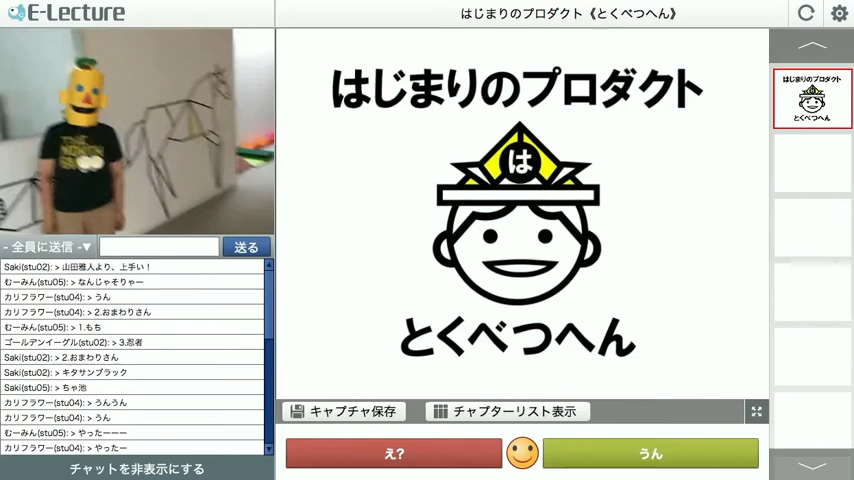 E-Lecture
はじまりのプロダクト《とくべつへん》
はじまりのプロダクト
は
とくべつへん
はじまりのプロダクト
とくべつへん
- 全員に送信 -▼
送る
Saki(stu02): > 山田雅人より、上手い！
むーみん(stu05): > なんじゃそりゃー
カリフラワー(stu04): > うん
カリフラワー(stu04): > 2.おまわりさん
むーみん(stu05): > 1.もち
ゴールデンイーグル(stu02): > 3.忍者
Saki(stu02): > 2.おまわりさん
Saki(stu02): > キタサンブラック
Saki(stu05): > ちゃ池
カリフラワー(stu04): > うんうん
カリフラワー(stu04): > うん
むーみん(stu05): > やったーーー
カリフラワー(stu04): > やったー
チャットを非表示にする
キャプチャ保存
チャプターリスト表示
え?
うん